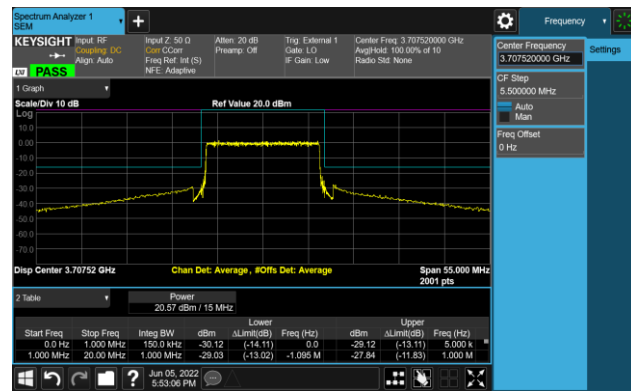 Spectrum Analyzer 1
SEM
Frequency
KEYSIGHT
Input: RF
Coupling: DC
Align: Auto
Input Z: 50 Ω
Corr CCorr
Freq Ref: Int (S)
NFE: Adaptive
Atten: 20 dB
Preamp: Off
Trig: External 1
Gate: LO
IF Gain: Low
Center Freq: 3.707520000 GHz
Avg|Hold: 100.00% of 10
Radio Std: None
LXI PASS
Center Frequency
3.707520000 GHz
Settings
CF Step
5.500000 MHz
Auto
Man
Freq Offset
0 Hz
1 Graph
Scale/Div 10 dB
Ref Value 20.0 dBm
Log
10.0
0.00
-10.0
-20.0
-30.0
-40.0
-50.0
-60.0
-70.0
Disp Center 3.70752 GHz
Chan Det: Average , #Offs Det: Average
Span 55.000 MHz
2001 pts
2 Table
Power
20.57 dBm / 15 MHz
Lower Upper
Start Freq Stop Freq Integ BW dBm ΔLimit(dB) Freq (Hz) dBm ΔLimit(dB) Freq (Hz)
0.0 Hz 1.000 MHz 150.0 kHz -30.12 (-14.11) 0.0 -29.12 (-13.11) 5.000 k
1.000 MHz 20.00 MHz 1.000 MHz -29.03 (-13.02) -1.095 M -27.84 (-11.83) 1.000 M
Jun 05, 2022
5:53:06 PM